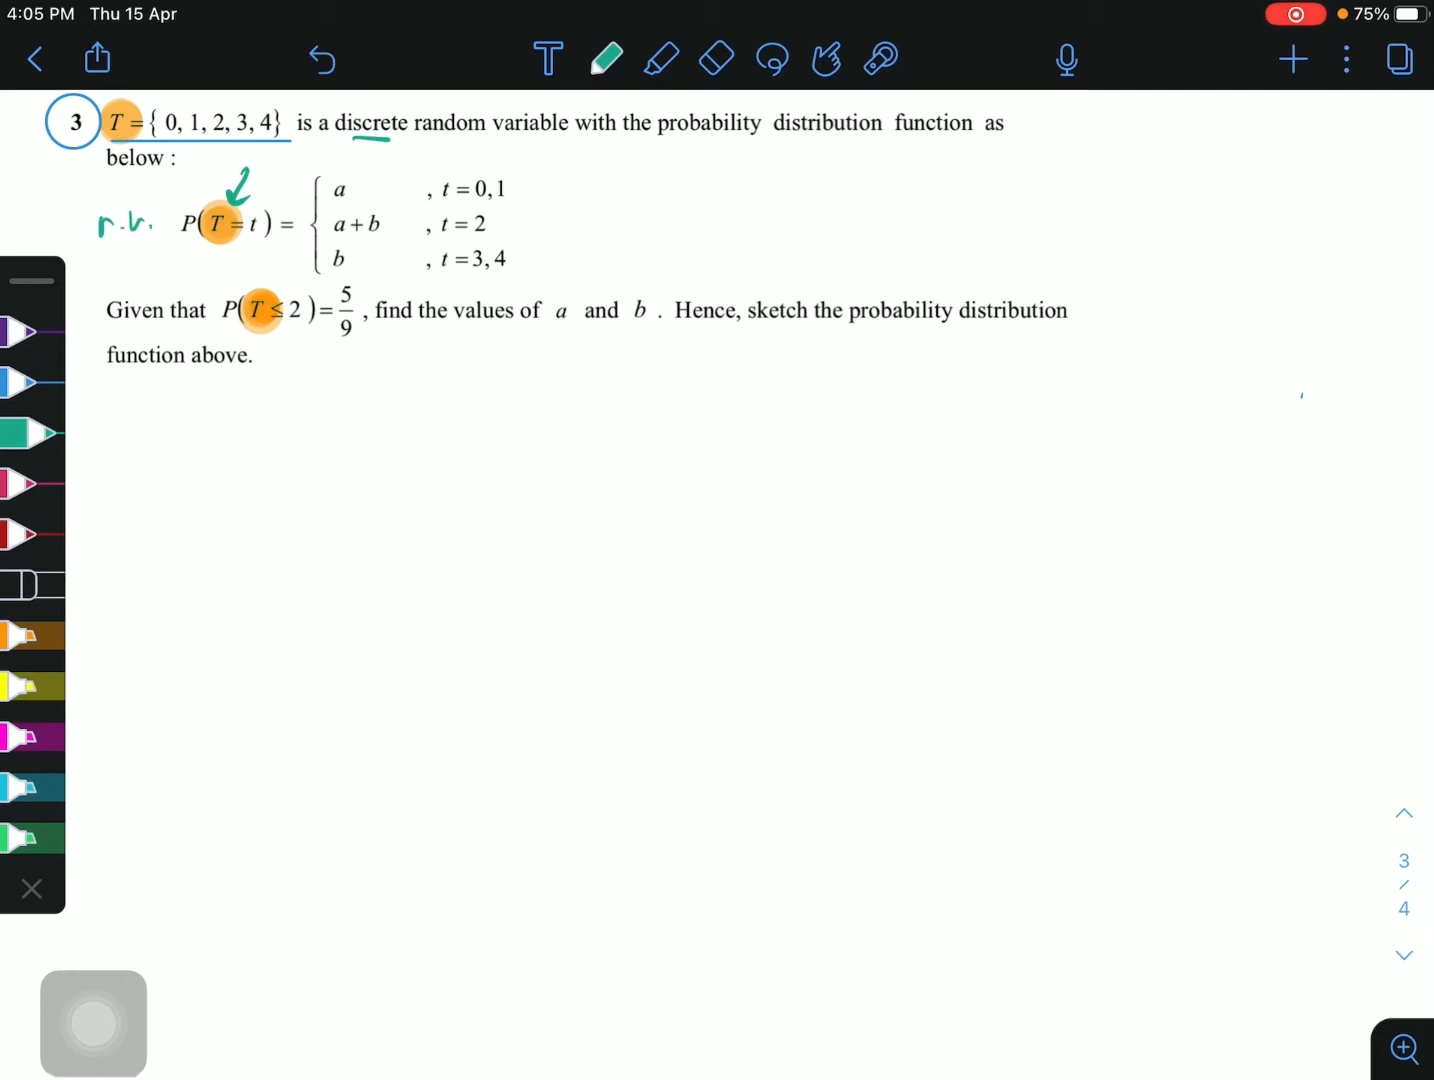 4:05 PM Thu 15 Apr 75%
3 T = { 0, 1, 2, 3, 4} is a discrete random variable with the probability distribution function as
below :
r.v. P( T = t ) = { a , t = 0, 1
a + b , t = 2
b , t = 3, 4
Given that P( T ≤ 2 ) = 5/9 , find the values of a and b . Hence, sketch the probability distribution
function above.
3
/
4